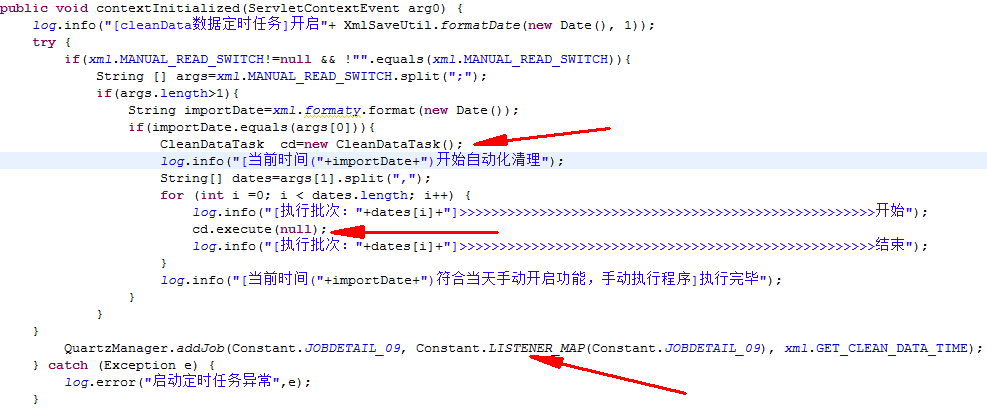 public void contextInitialized(ServletContextEvent arg0) {
log.info("[cleanData数据定时任务]开启"+ XmlSaveUtil.formatDate(new Date(), 1));
try {
if(xml.MANUAL_READ_SWITCH!=null && !"".equals(xml.MANUAL_READ_SWITCH)){
String [] args=xml.MANUAL_READ_SWITCH.split(";");
if(args.length>1){
String importDate=xml.formaty.format(new Date());
if(importDate.equals(args[0])){
CleanDataTask  cd=new CleanDataTask();
log.info("[当前时间("+importDate+")开始自动化清理");
String[] dates=args[1].split(",");
for (int i =0; i < dates.length; i++) {
log.info("[执行批次："+dates[i]+"]>>>>>>>>>>>>>>>>>>>>>>>>>>>>>>>>>>>>>>>>>>>>>>>>>>>>开始");
cd.execute(null);
log.info("[执行批次："+dates[i]+"]>>>>>>>>>>>>>>>>>>>>>>>>>>>>>>>>>>>>>>>>>>>>>>>>>>>>结束");
}
log.info("[当前时间("+importDate+")符合当天手动开启功能，手动执行程序]执行完毕");
}
}
}
QuartzManager.addJob(Constant.JOBDETAIL_09, Constant.LISTENER_MAP(Constant.JOBDETAIL_09), xml.GET_CLEAN_DATA_TIME);
} catch (Exception e) {
log.error("启动定时任务异常",e);
}